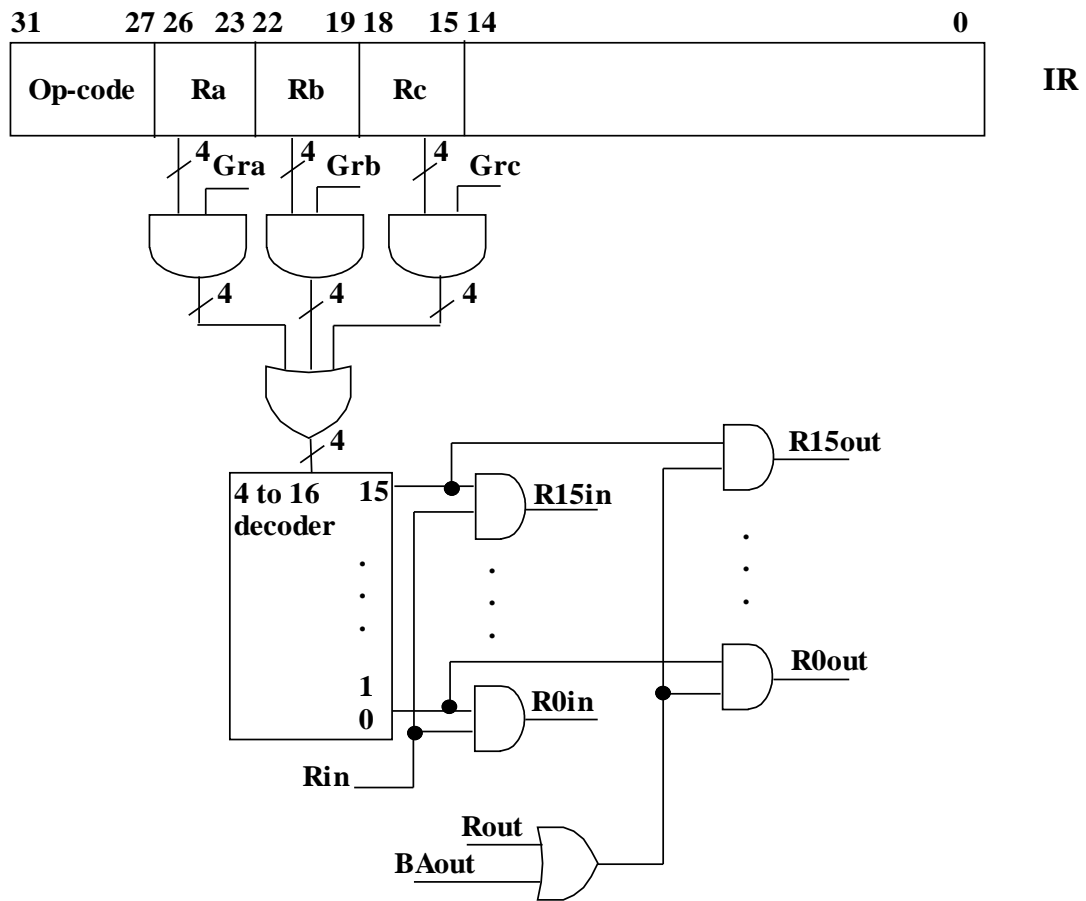 31 27 26 23 22 19 18 15 14 0
Op-code Ra Rb Rc IR
4 Gra 4 Grb 4 Grc
4 4 4
4
4 to 16 15
decoder
R15in
R15out
1
0
R0in
R0out
Rin
Rout
BAout